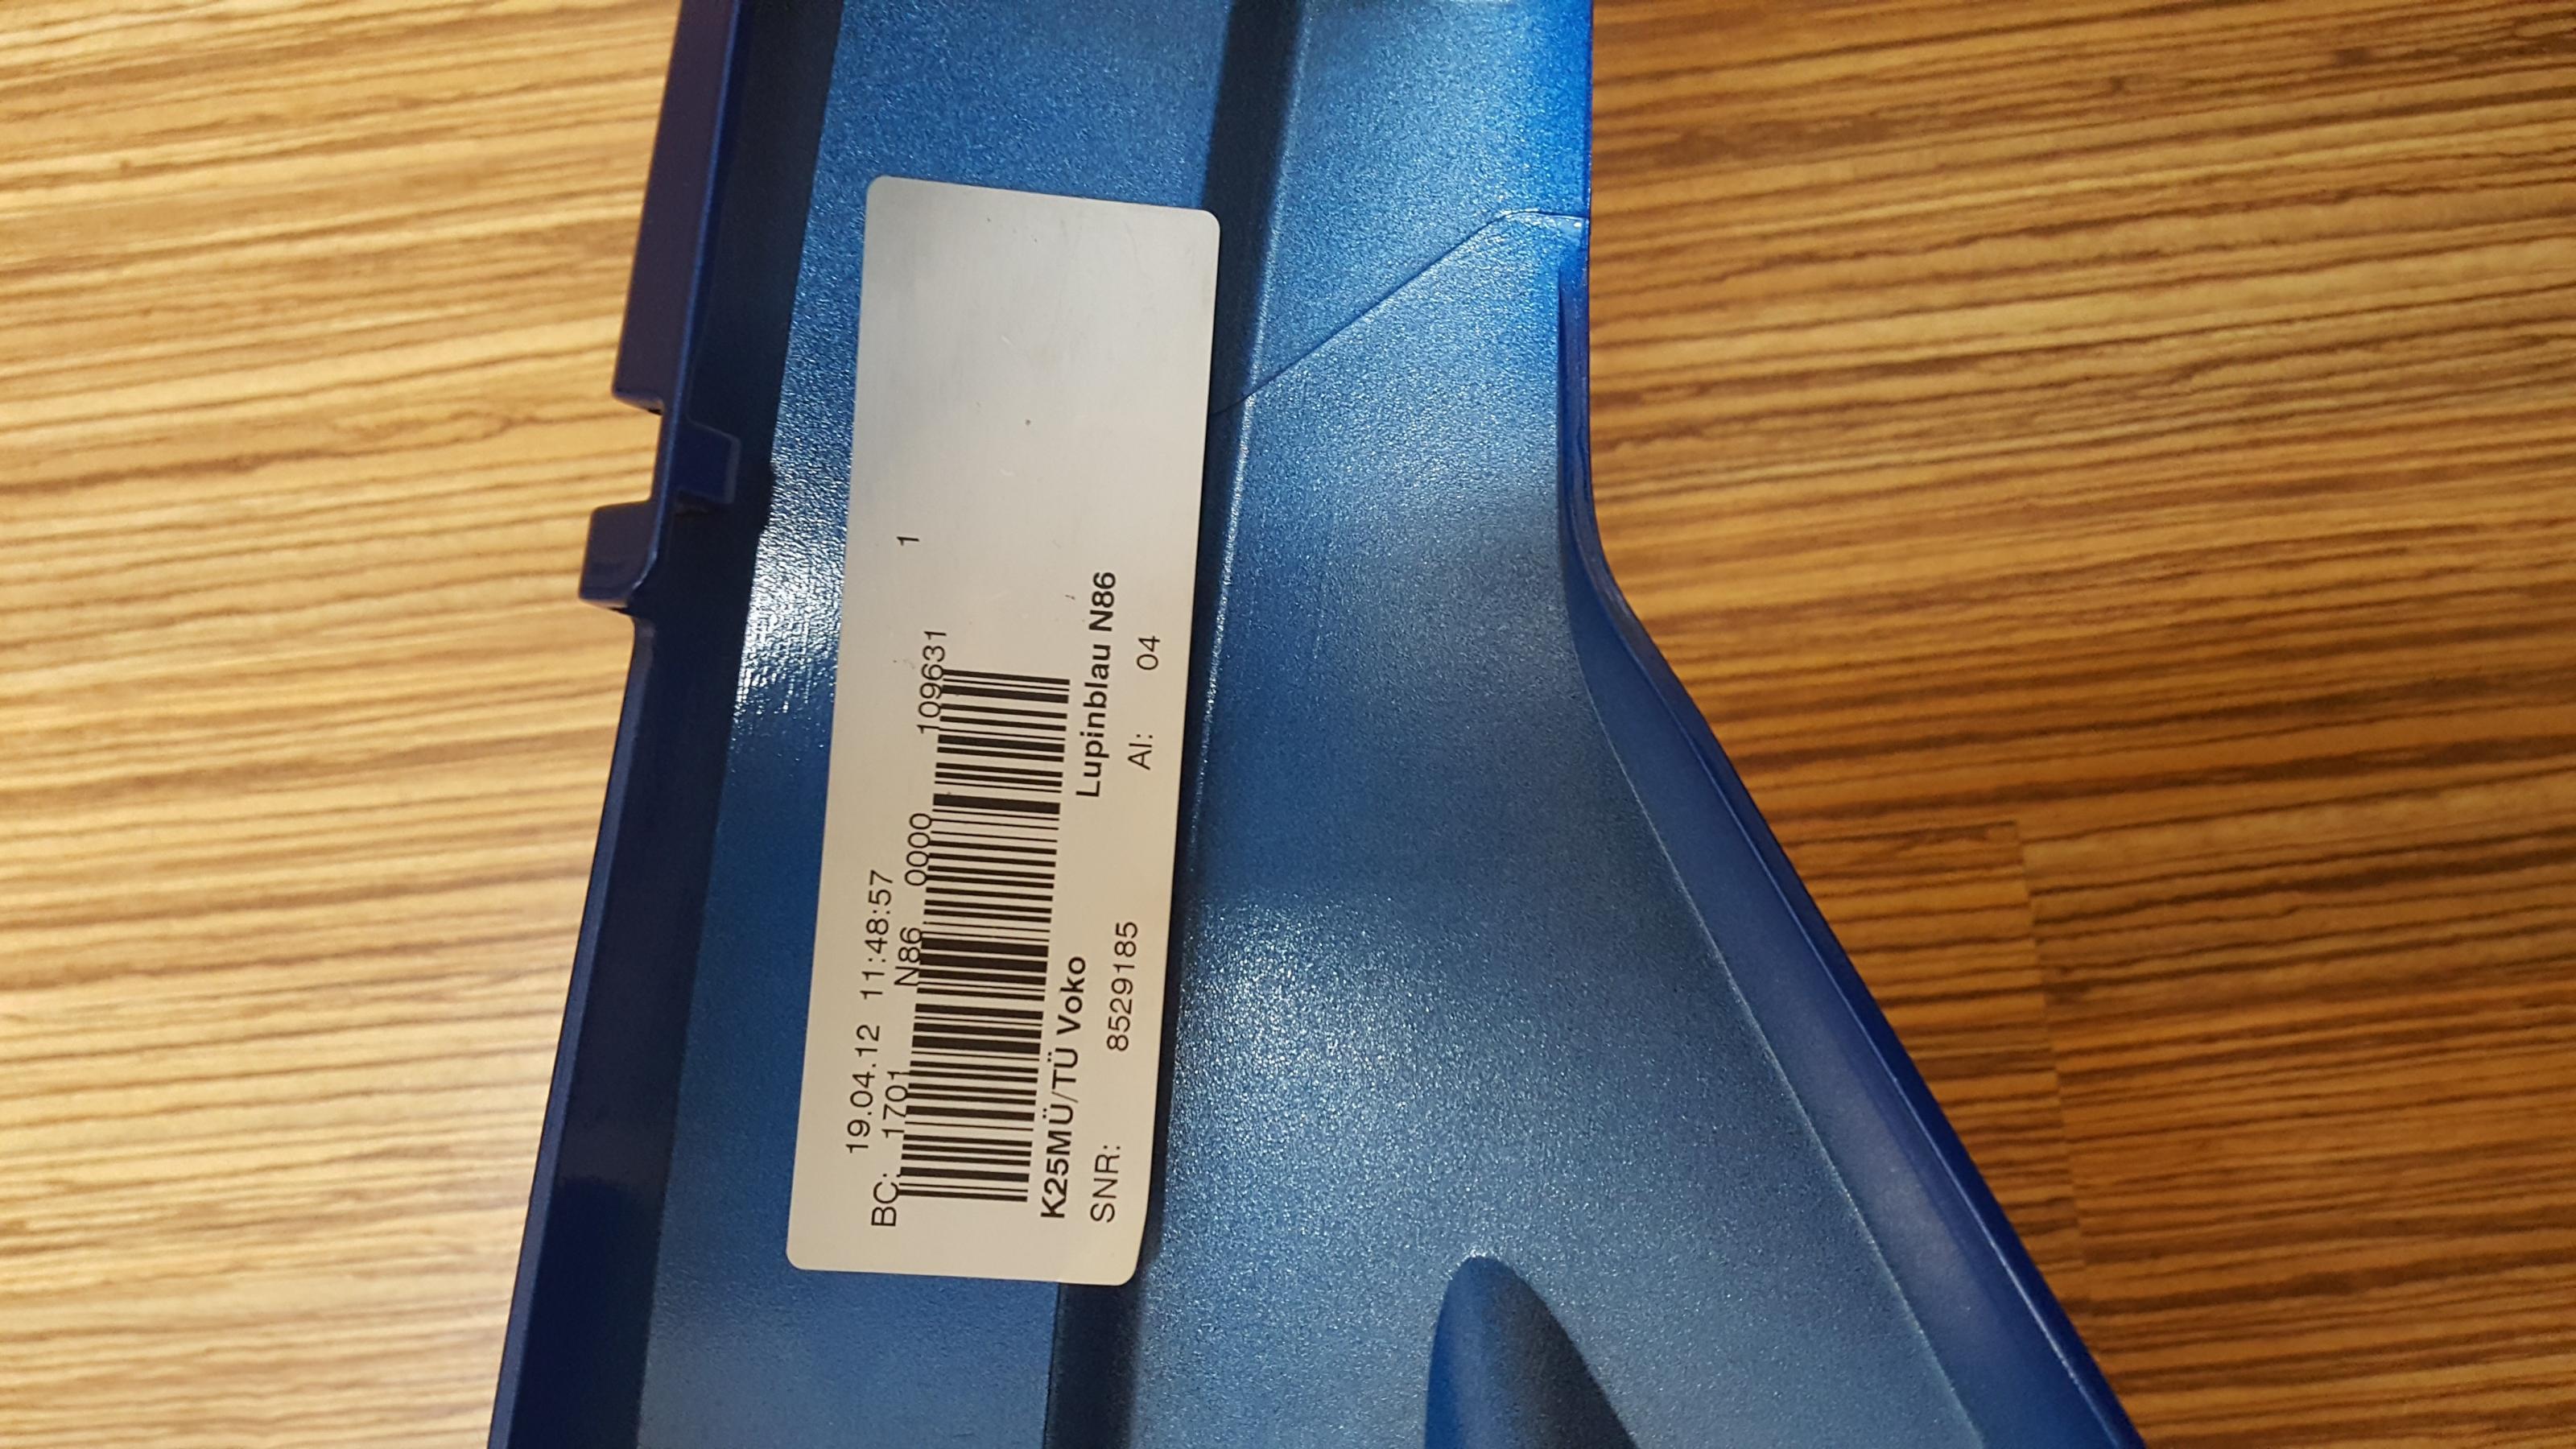 19.04.12 11:48:57
BC: 1701 N86 0000 109631 1
K25MÜ/TÜ Voko Lupinblau N86
SNR: 8529185 AI: 04